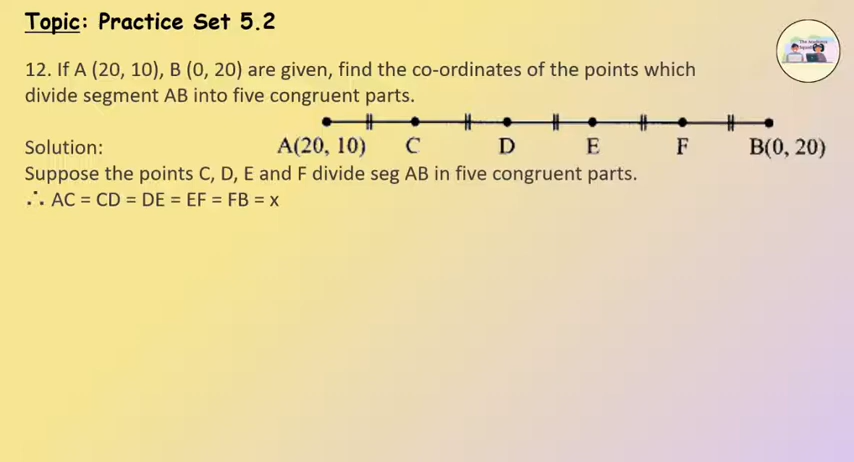 Topic: Practice Set 5.2
12. If A (20, 10), B (0, 20) are given, find the co-ordinates of the points which
divide segment AB into five congruent parts.
Solution:
A(20, 10) C D E F B(0, 20)
Suppose the points C, D, E and F divide seg AB in five congruent parts.
∴ AC = CD = DE = EF = FB = x